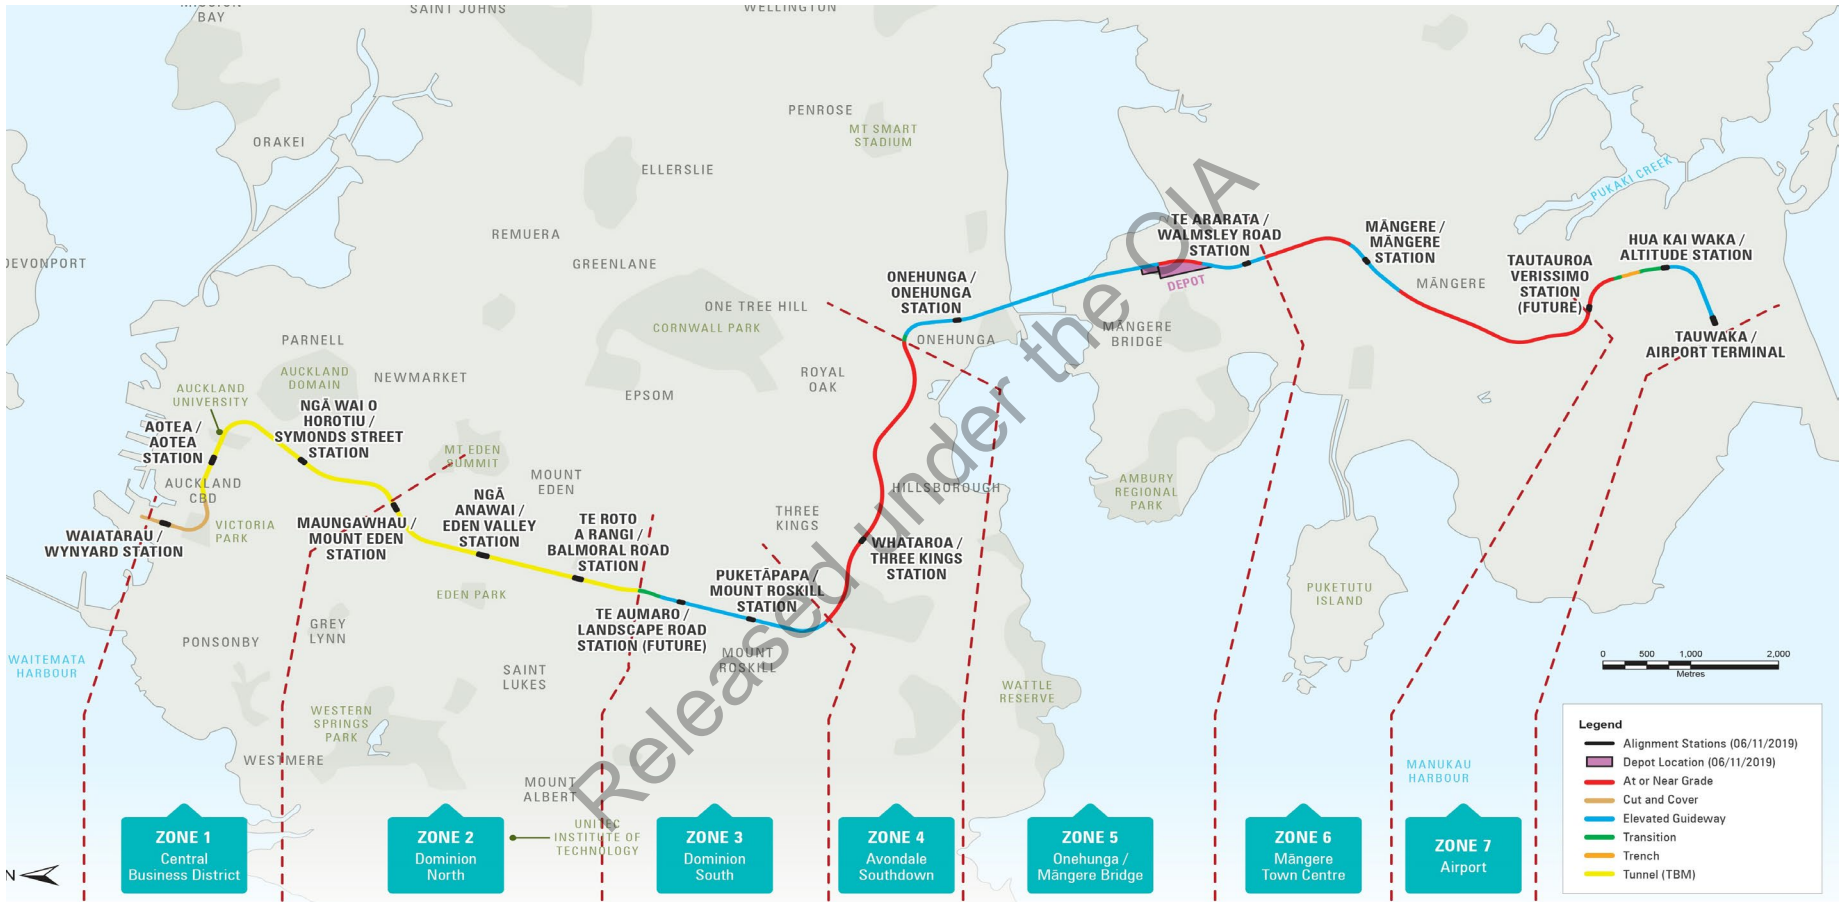 MISSION
BAY
SAINT JOHNS
WELLINGTON
ORAKEI
PENROSE
MT SMART
STADIUM
ELLERSLIE
DEVONPORT
REMUERA
GREENLANE
ONE TREE HILL
CORNWALL PARK
PUKAKI CREEK
TE ARARATA /
WALMSLEY ROAD
STATION
DEPOT
MĀNGERE /
MĀNGERE
STATION
MĀNGERE
TAUTAUROA
VERISSIMO
STATION
(FUTURE)
HUA KAI WAKA /
ALTITUDE STATION
TAUWAKA /
AIRPORT TERMINAL
ONEHUNGA /
ONEHUNGA
STATION
ONEHUNGA
MĀNGERE
BRIDGE
PARNELL
AUCKLAND
DOMAIN
NEWMARKET
AUCKLAND
UNIVERSITY
EPSOM
ROYAL
OAK
AOTEA /
AOTEA
STATION
NGĀ WAI O
HOROTIU /
SYMONDS STREET
STATION
AUCKLAND
CBD
VICTORIA
PARK
WAIATARAU /
WYNYARD STATION
MT EDEN
SUMMIT
MOUNT
EDEN
MAUNGAWHAU /
MOUNT EDEN
STATION
NGĀ
ANAWAI /
EDEN VALLEY
STATION
TE ROTO
A RANGI /
BALMORAL ROAD
STATION
THREE
KINGS
HILLSBOROUGH
WHATAROA /
THREE KINGS
STATION
PUKETĀPAPA /
MOUNT ROSKILL
STATION
TE AUMARO /
LANDSCAPE ROAD
STATION (FUTURE)
MOUNT
ROSKILL
EDEN PARK
AMBURY
REGIONAL
PARK
PUKETUTU
ISLAND
GREY
LYNN
PONSONBY
SAINT
LUKES
WAITEMATA
HARBOUR
WATTLE
RESERVE
WESTERN
SPRINGS
PARK
WESTMERE
MOUNT
ALBERT
UNITEC
INSTITUTE OF
TECHNOLOGY
MANUKAU
HARBOUR
Released under the OIA
0 500 1,000 2,000
Metres
Legend
Alignment Stations (06/11/2019)
Depot Location (06/11/2019)
At or Near Grade
Cut and Cover
Elevated Guideway
Transition
Trench
Tunnel (TBM)
N
ZONE 1
Central
Business District
ZONE 2
Dominion
North
ZONE 3
Dominion
South
ZONE 4
Avondale
Southdown
ZONE 5
Onehunga /
Māngere Bridge
ZONE 6
Māngere
Town Centre
ZONE 7
Airport